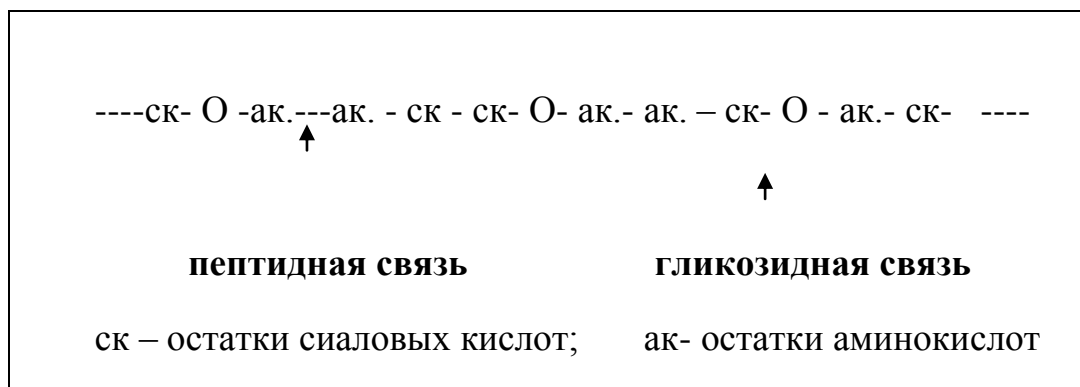 ----ск- О -ак.---ак. - ск - ск- О- ак.- ак. – ск- О - ак.- ск- ----
пептидная связь гликозидная связь
ск – остатки сиаловых кислот; ак- остатки аминокислот